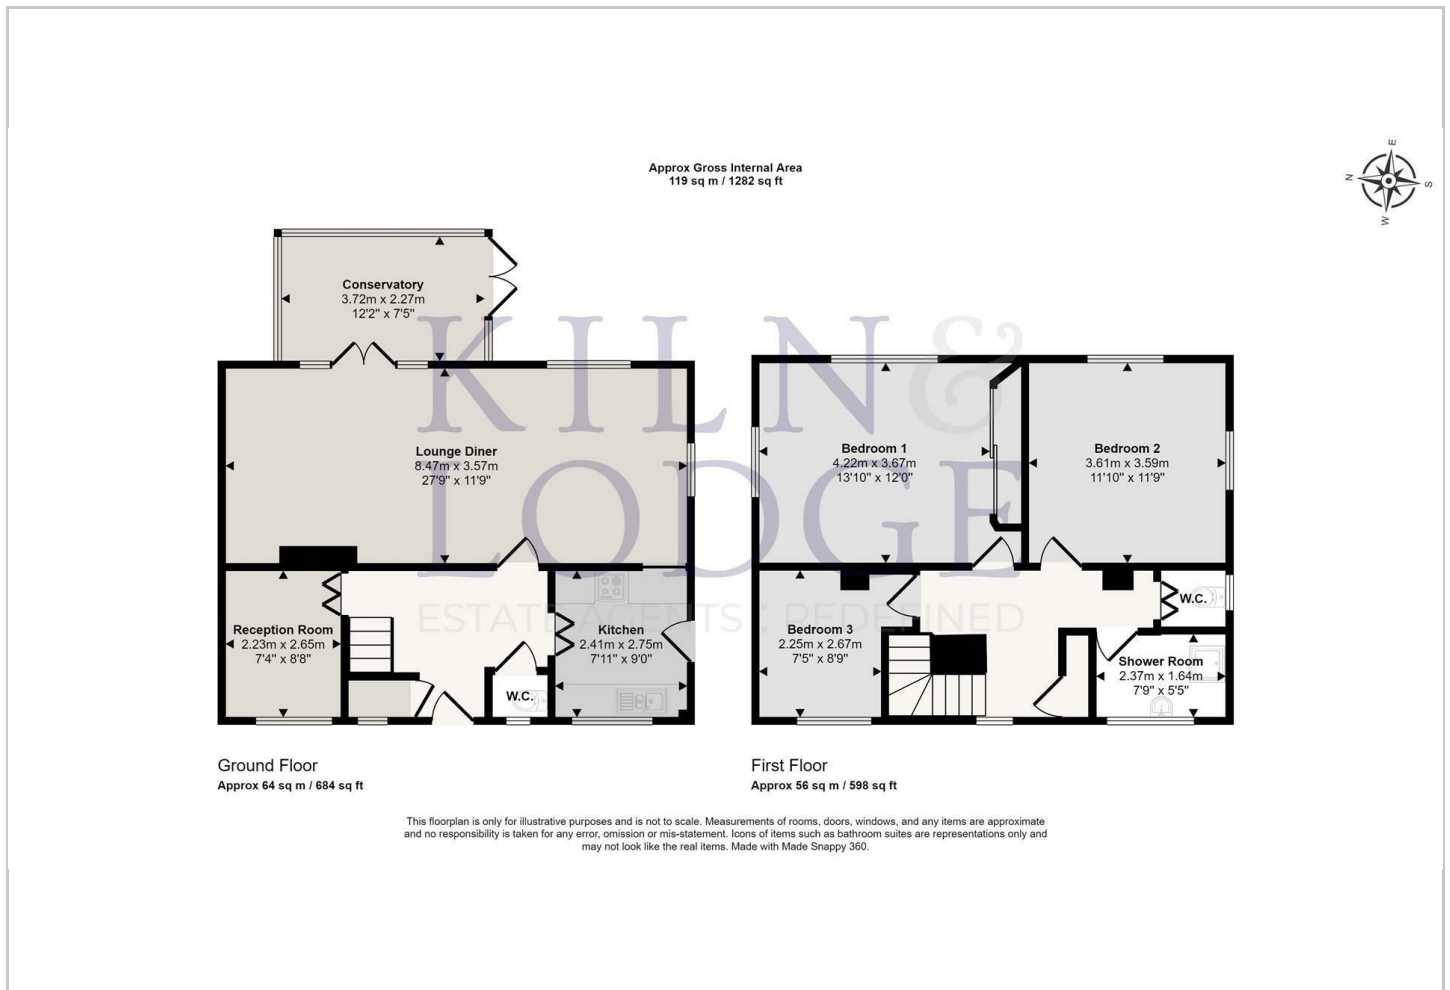 Approx Gross Internal Area
119 sq m / 1282 sq ft
E
N
S
W
Conservatory
3.72m x 2.27m
12'2" x 7'5"
KILN &
LODGE
ESTATE AGENTS : REDEFINED
Lounge Diner
8.47m x 3.57m
27'9" x 11'9"
Bedroom 1
4.22m x 3.67m
13'10" x 12'0"
Bedroom 2
3.61m x 3.59m
11'10" x 11'9"
Reception Room
2.23m x 2.65m
7'4" x 8'8"
Kitchen
2.41m x 2.75m
7'11" x 9'0"
W.C.
Bedroom 3
2.25m x 2.67m
7'5" x 8'9"
W.C.
Shower Room
2.37m x 1.64m
7'9" x 5'5"
Ground Floor
Approx 64 sq m / 684 sq ft
First Floor
Approx 56 sq m / 598 sq ft
This floorplan is only for illustrative purposes and is not to scale. Measurements of rooms, doors, windows, and any items are approximate
and no responsibility is taken for any error, omission or mis-statement. Icons of items such as bathroom suites are representations only and
may not look like the real items. Made with Made Snappy 360.